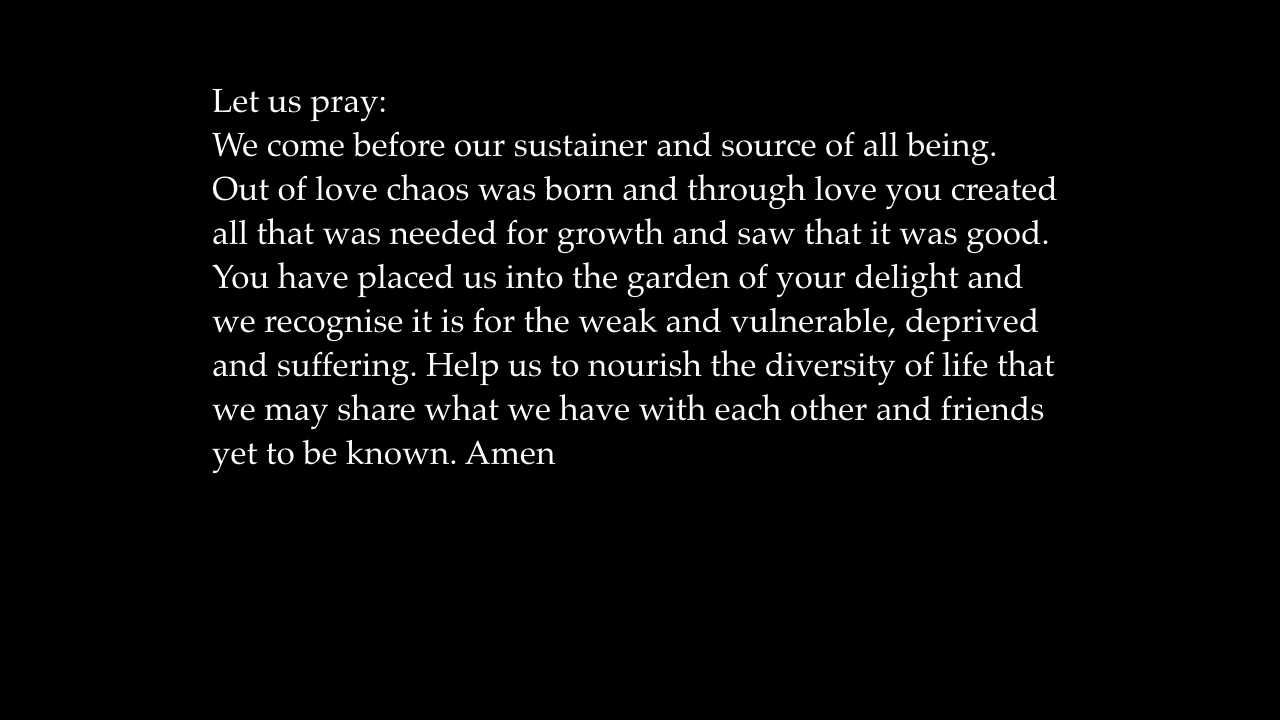 Let us pray:
We come before our sustainer and source of all being.
Out of love chaos was born and through love you created
all that was needed for growth and saw that it was good.
You have placed us into the garden of your delight and
we recognise it is for the weak and vulnerable, deprived
and suffering. Help us to nourish the diversity of life that
we may share what we have with each other and friends
yet to be known. Amen